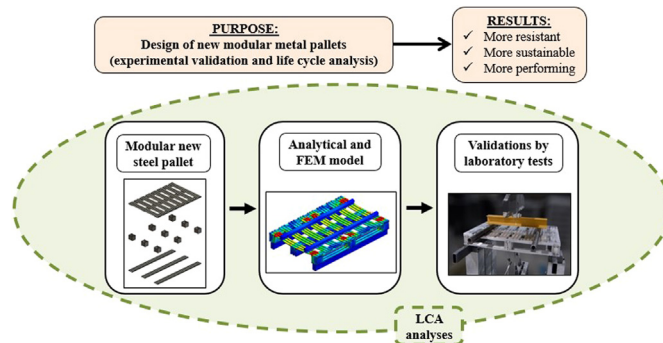 PURPOSE:
Design of new modular metal pallets
(experimental validation and life cycle analysis)
RESULTS:
✓ More resistant
✓ More sustainable
✓ More performing
Modular new
steel pallet
Analytical and
FEM model
Validations by
laboratory tests
LCA
analyses